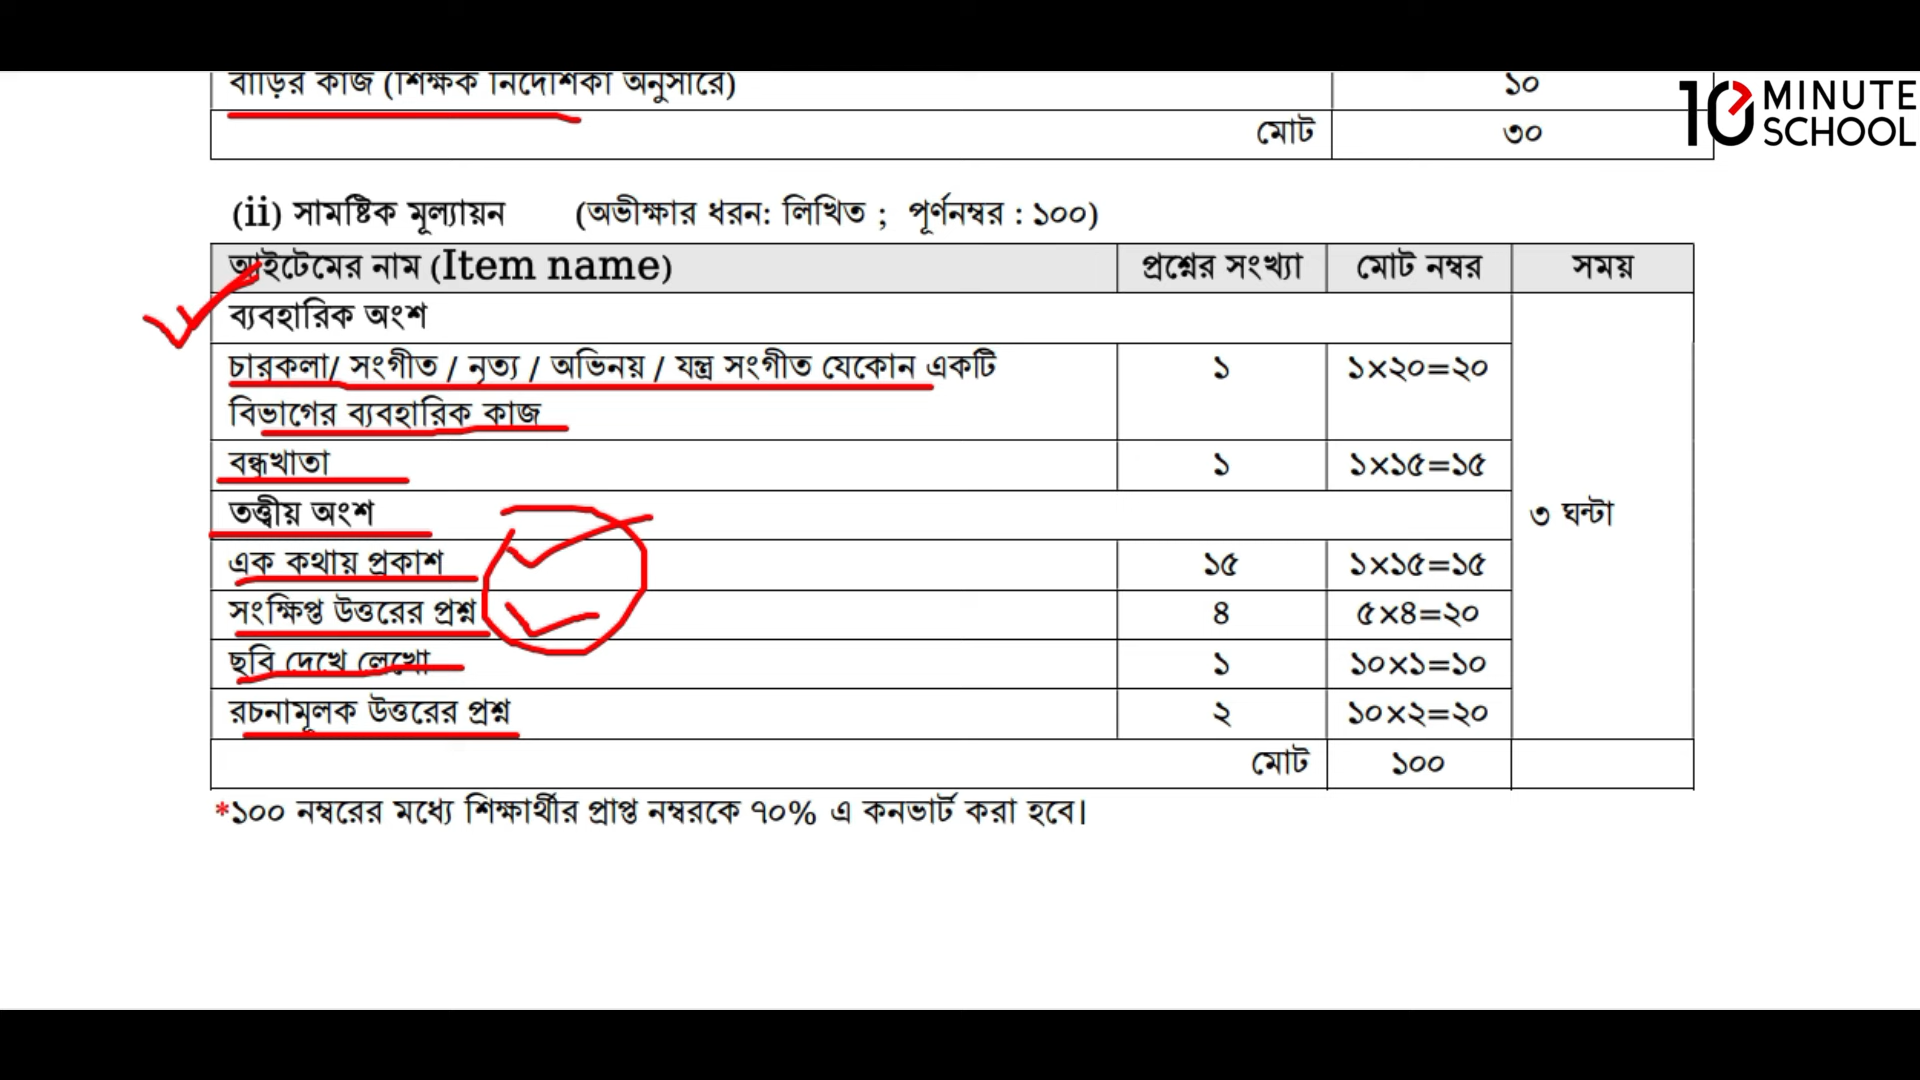 বাড়ির কাজ (শিক্ষক নির্দেশিকা অনুসারে) ১০
10 MINUTE SCHOOL
মোট ৩০
(ii) সামষ্টিক মূল্যায়ন (অভীক্ষার ধরন: লিখিত ; পূর্ণনম্বর : ১০০)
আইটেমের নাম (Item name) প্রশ্নের সংখ্যা মোট নম্বর সময়
ব্যবহারিক অংশ
চারুকলা/ সংগীত / নৃত্য / অভিনয় / যন্ত্র সংগীত যেকোন একটি ১ ১×২০=২০
বিভাগের ব্যবহারিক কাজ
বন্ধখাতা ১ ১×১৫=১৫
তত্ত্বীয় অংশ ৩ ঘন্টা
এক কথায় প্রকাশ ১৫ ১×১৫=১৫
সংক্ষিপ্ত উত্তরের প্রশ্ন ৪ ৫×৪=২০
ছবি দেখে লেখো ১ ১০×১=১০
রচনামূলক উত্তরের প্রশ্ন ২ ১০×২=২০
মোট ১০০
*১০০ নম্বরের মধ্যে শিক্ষার্থীর প্রাপ্ত নম্বরকে ৭০% এ কনভার্ট করা হবে।